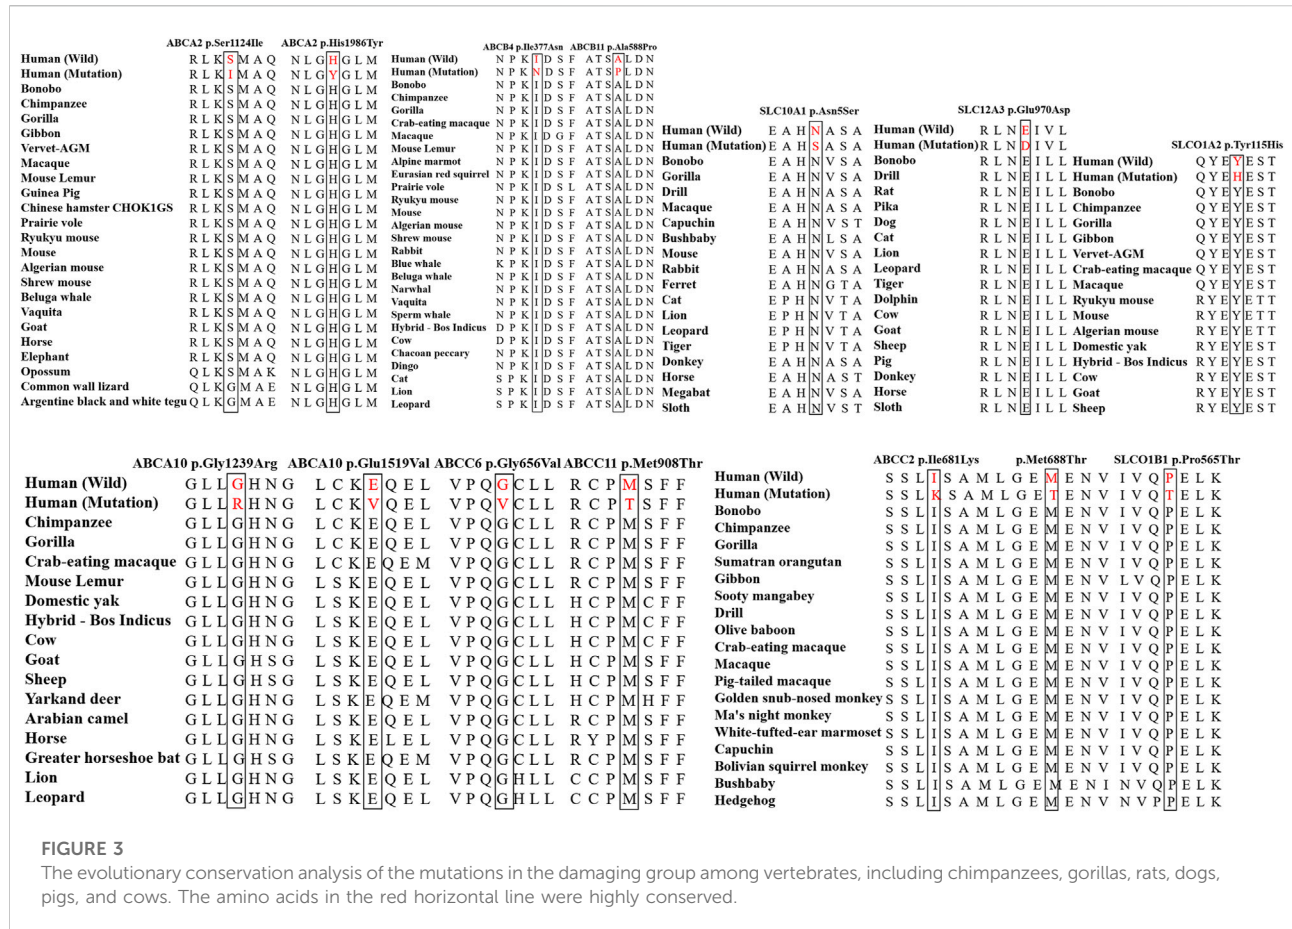 ABCA2 p.Ser1124Ile ABCA2 p.His1986Tyr
Human (Wild) R L K S M A Q N L G H G L M
Human (Mutation) R L K I M A Q N L G Y G L M
Bonobo R L K S M A Q N L G H G L M
Chimpanzee R L K S M A Q N L G H G L M
Gorilla R L K S M A Q N L G H G L M
Gibbon R L K S M A Q N L G H G L M
Vervet-AGM R L K S M A Q N L G H G L M
Macaque R L K S M A Q N L G H G L M
Mouse Lemur R L K S M A Q N L G H G L M
Guinea Pig R L K S M A Q N L G H G L M
Chinese hamster CHOK1GS R L K S M A Q N L G H G L M
Prairie vole R L K S M A Q N L G H G L M
Ryukyu mouse R L K S M A Q N L G H G L M
Mouse R L K S M A Q N L G H G L M
Algerian mouse R L K S M A Q N L G H G L M
Shrew mouse R L K S M A Q N L G H G L M
Beluga whale R L K S M A Q N L G H G L M
Vaquita R L K S M A Q N L G H G L M
Goat R L K S M A Q N L G H G L M
Horse R L K S M A Q N L G H G L M
Elephant R L K S M A Q N L G H G L M
Opossum Q L K S M A K N L G H G L M
Common wall lizard Q L K G M A E N L G H G L M
Argentine black and white tegu Q L K G M A E N L G H G L M
ABCB4 p.Ile377Asn ABCB11 p.Ala588Pro
Human (Wild) N P K I D S F A T S A L D N
Human (Mutation) N P K N D S F A T S P L D N
Bonobo N P K I D S F A T S A L D N
Chimpanzee N P K I D S F A T S A L D N
Gorilla N P K I D S F A T S A L D N
Crab-eating macaque N P K I D S F A T S A L D N
Macaque N P K I D G F A T S A L D N
Mouse Lemur N P K I D S F A T S A L D N
Alpine marmot N P K I D S F A T S A L D N
Eurasian red squirrel N P K I D S F A T S A L D N
Prairie vole N P K I D S L A T S A L D N
Ryukyu mouse N P K I D S F A T S A L D N
Mouse N P K I D S F A T S A L D N
Algerian mouse N P K I D S F A T S A L D N
Shrew mouse N P K I D S F A T S A L D N
Rabbit N P K I D S F A T S A L D N
Blue whale K P K I D S F A T S A L D N
Beluga whale N P K I D S F A T S A L D N
Narwhal N P K I D S F A T S A L D N
Vaquita N P K I D S F A T S A L D N
Sperm whale N P K I D S F A T S A L D N
Hybrid - Bos Indicus D P K I D S F A T S A L D N
Cow D P K I D S F A T S A L D N
Chacoan peccary N P K I D S F A T S A L D N
Dingo N P K I D S F A T S A L D N
Cat S P K I D S F A T S A L D N
Lion S P K I D S F A T S A L D N
Leopard S P K I D S F A T S A L D N
SLC10A1 p.Asn5Ser
Human (Wild) E A H N A S A
Human (Mutation) E A H S A S A
Bonobo E A H N V S A
Gorilla E A H N V S A
Drill E A H N A S A
Macaque E A H N A S A
Capuchin E A H N V S T
Bushbaby E A H N L S A
Mouse E A H N V S A
Rabbit E A H N A S A
Ferret E A H N G T A
Cat E P H N V T A
Lion E P H N V T A
Leopard E P H N V T A
Tiger E P H N V T A
Donkey E A H N A S A
Horse E A H N A S T
Megabat E A H N V S A
Sloth E A H N V S T
SLC12A3 p.Glu970Asp
Human (Wild) R L N E I V L
Human (Mutation) R L N D I V L
Bonobo R L N E I L L
Drill R L N E I L L
Rat R L N E I L L
Pika R L N E I L L
Dog R L N E I L L
Cat R L N E I L L
Lion R L N E I L L
Leopard R L N E I L L
Tiger R L N E I L L
Dolphin R L N E I L L
Cow R L N E I L L
Goat R L N E I L L
Sheep R L N E I L L
Pig R L N E I L L
Donkey R L N E I L L
Horse R L N E I L L
Sloth R L N E I L L
SLCO1A2 p.Tyr115His
Human (Wild) Q Y E Y E S T
Human (Mutation) Q Y E H E S T
Bonobo Q Y E Y E S T
Chimpanzee Q Y E Y E S T
Gorilla Q Y E Y E S T
Gibbon Q Y E Y E S T
Vervet-AGM Q Y E Y E S T
Crab-eating macaque Q Y E Y E S T
Macaque Q Y E Y E S T
Ryukyu mouse R Y E Y E T T
Mouse R Y E Y E T T
Algerian mouse R Y E Y E T T
Domestic yak R Y E Y E S T
Hybrid - Bos Indicus R Y E Y E S T
Cow R Y E Y E S T
Goat R Y E Y E S T
Sheep R Y E Y E S T
ABCA10 p.Gly1239Arg ABCA10 p.Glu1519Val ABCC6 p.Gly656Val ABCC11 p.Met908Thr
Human (Wild) G L L G H N G L C K E Q E L V P Q G C L L R C P M S F F
Human (Mutation) G L L R H N G L C K V Q E L V P Q V C L L R C P T S F F
Chimpanzee G L L G H N G L C K E Q E L V P Q G C L L R C P M S F F
Gorilla G L L G H N G L C K E Q E L V P Q G C L L R C P M S F F
Crab-eating macaque G L L G H N G L C K E Q E M V P Q G C L L R C P M S F F
Mouse Lemur G L L G H N G L S K E Q E L V P Q G C L L R C P M S F F
Domestic yak G L L G H N G L S K E Q E L V P Q G C L L H C P M C F F
Hybrid - Bos Indicus G L L G H N G L S K E Q E L V P Q G C L L H C P M C F F
Cow G L L G H N G L S K E Q E L V P Q G C L L H C P M C F F
Goat G L L G H S G L S K E Q E L V P Q G C L L H C P M S F F
Sheep G L L G H S G L S K E Q E L V P Q G C L L H C P M S F F
Yarkand deer G L L G H N G L S K E Q E M V P Q G C L L H C P M H F F
Arabian camel G L L G H N G L S K E Q E L V P Q G C L L R C P M S F F
Horse G L L G H N G L S K E L E L V P Q G C L L R Y P M S F F
Greater horseshoe bat G L L G H S G L S K E Q E M V P Q G C L L R C P M S F F
Lion G L L G H N G L S K E Q E L V P Q G H L L C C P M S F F
Leopard G L L G H N G L S K E Q E L V P Q G H L L C C P M S F F
ABCC2 p.Ile681Lys p.Met688Thr SLCO1B1 p.Pro565Thr
Human (Wild) S S L I S A M L G E M E N V I V Q P E L K
Human (Mutation) S S L K S A M L G E T E N V I V Q T E L K
Bonobo S S L I S A M L G E M E N V I V Q P E L K
Chimpanzee S S L I S A M L G E M E N V I V Q P E L K
Gorilla S S L I S A M L G E M E N V I V Q P E L K
Sumatran orangutan S S L I S A M L G E M E N V I V Q P E L K
Gibbon S S L I S A M L G E M E N V L V Q P E L K
Sooty mangabey S S L I S A M L G E M E N V I V Q P E L K
Drill S S L I S A M L G E M E N V I V Q P E L K
Olive baboon S S L I S A M L G E M E N V I V Q P E L K
Crab-eating macaque S S L I S A M L G E M E N V I V Q P E L K
Macaque S S L I S A M L G E M E N V I V Q P E L K
Pig-tailed macaque S S L I S A M L G E M E N V I V Q P E L K
Golden snub-nosed monkey S S L I S A M L G E M E N V I V Q P E L K
Ma's night monkey S S L I S A M L G E M E N V I V Q P E L K
White-tufted-ear marmoset S S L I S A M L G E M E N V I V Q P E L K
Capuchin S S L I S A M L G E M E N V I V Q P E L K
Bolivian squirrel monkey S S L I S A M L G E M E N V I V Q P E L K
Bushbaby S S L I S A M L G E M E N I N V Q P E L K
Hedgehog S S L I S A M L G E M E N V N V P P E L K
FIGURE 3
The evolutionary conservation analysis of the mutations in the damaging group among vertebrates, including chimpanzees, gorillas, rats, dogs,
pigs, and cows. The amino acids in the red horizontal line were highly conserved.